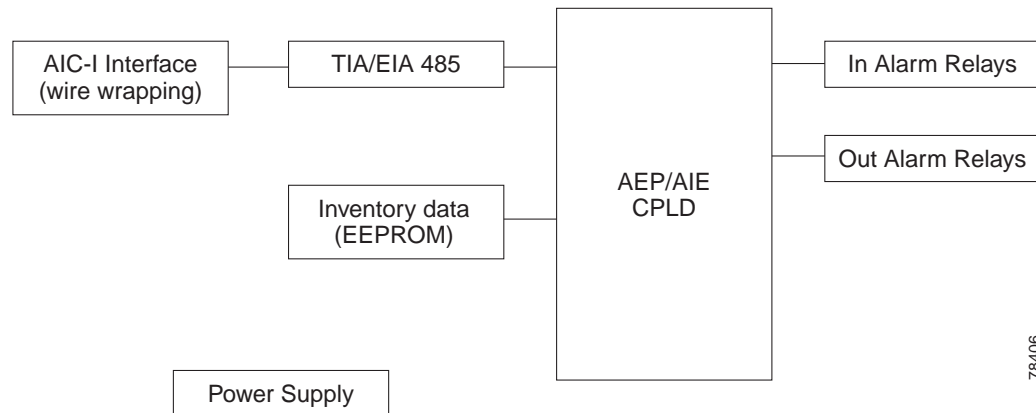 AIC-I Interface
(wire wrapping)
TIA/EIA 485
In Alarm Relays
Out Alarm Relays
AEP/AIE
CPLD
Inventory data
(EEPROM)
Power Supply
78406